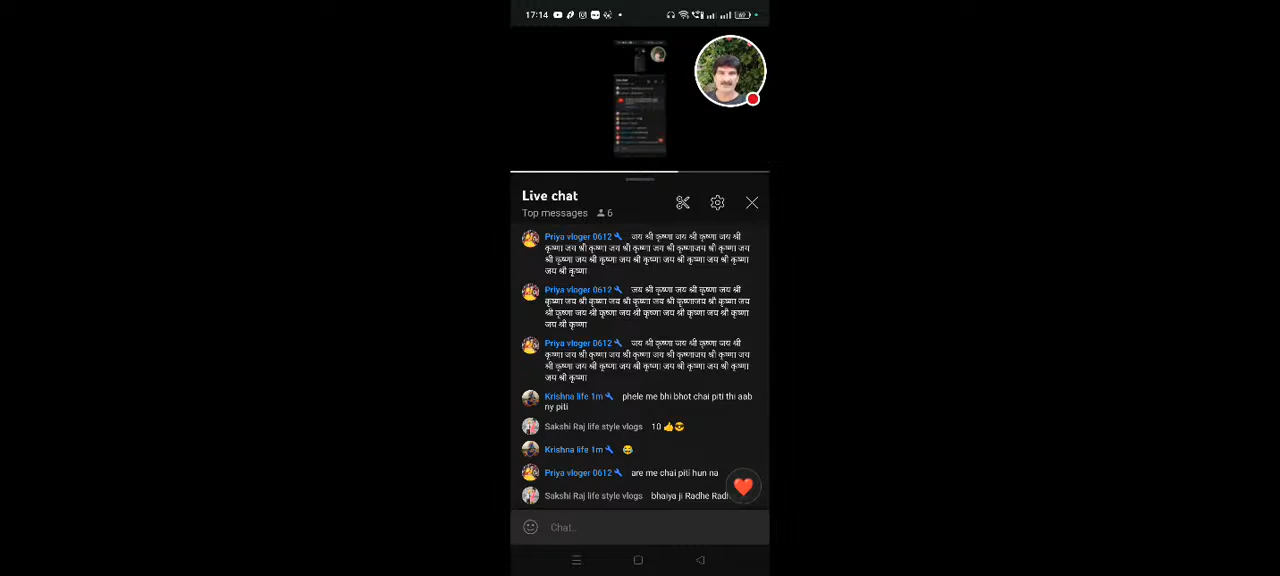 17:14
Live chat
Top messages 6
Priya vloger 0612 जय श्री कृष्णा जय श्री कृष्णा जय श्री
कृष्णा जय श्री कृष्णा जय श्री कृष्णा जय श्री कृष्णाजय श्री कृष्णा जय
श्री कृष्णा जय श्री कृष्णा जय श्री कृष्णा जय श्री कृष्णा जय श्री कृष्णा
जय श्री कृष्णा
Priya vloger 0612 जय श्री कृष्णा जय श्री कृष्णा जय श्री
कृष्णा जय श्री कृष्णा जय श्री कृष्णा जय श्री कृष्णाजय श्री कृष्णा जय
श्री कृष्णा जय श्री कृष्णा जय श्री कृष्णा जय श्री कृष्णा जय श्री कृष्णा
जय श्री कृष्णा
Priya vloger 0612 जय श्री कृष्णा जय श्री कृष्णा जय श्री
कृष्णा जय श्री कृष्णा जय श्री कृष्णा जय श्री कृष्णाजय श्री कृष्णा जय
श्री कृष्णा जय श्री कृष्णा जय श्री कृष्णा जय श्री कृष्णा जय श्री कृष्णा
जय श्री कृष्णा
Krishna life 1m phele me bhi bhot chai piti thi aab
ny piti
Sakshi Raj life style vlogs 10 👍😎
Krishna life 1m 😂
Priya vloger 0612 are me chai piti hun na
Sakshi Raj life style vlogs bhaiya ji Radhe
Chat..